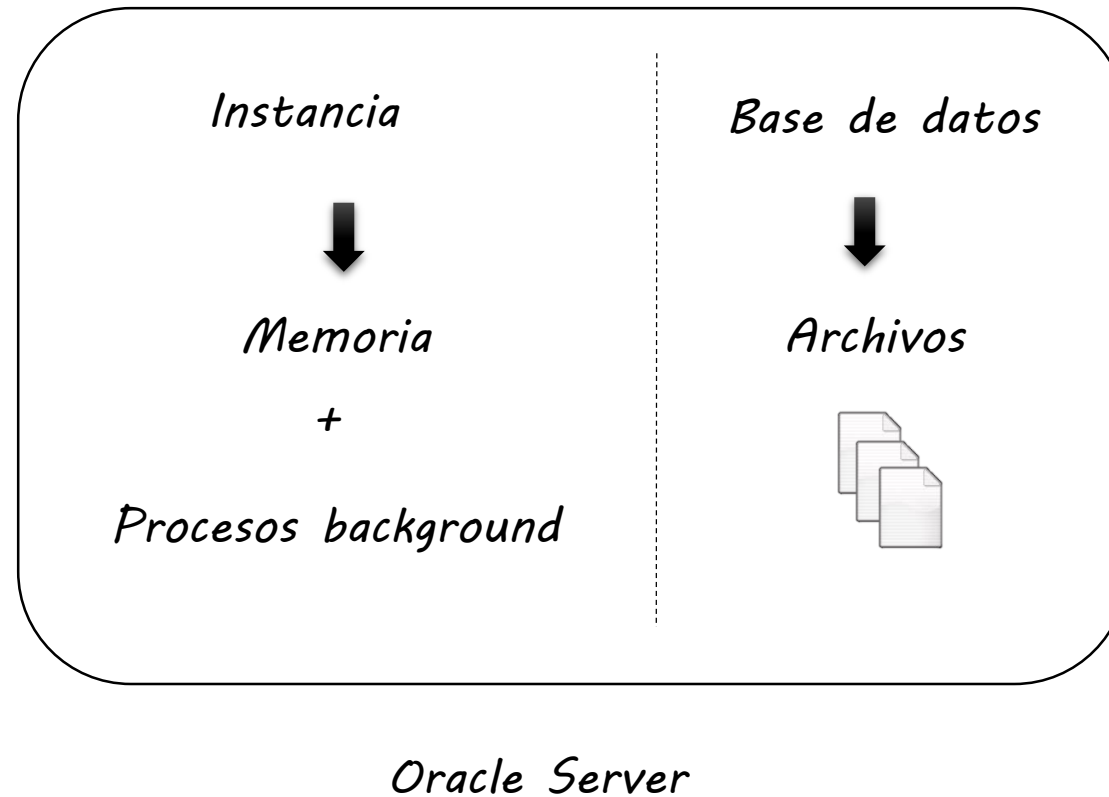 Instancia
Memoria
+
Procesos background
Base de datos
Archivos
Oracle Server